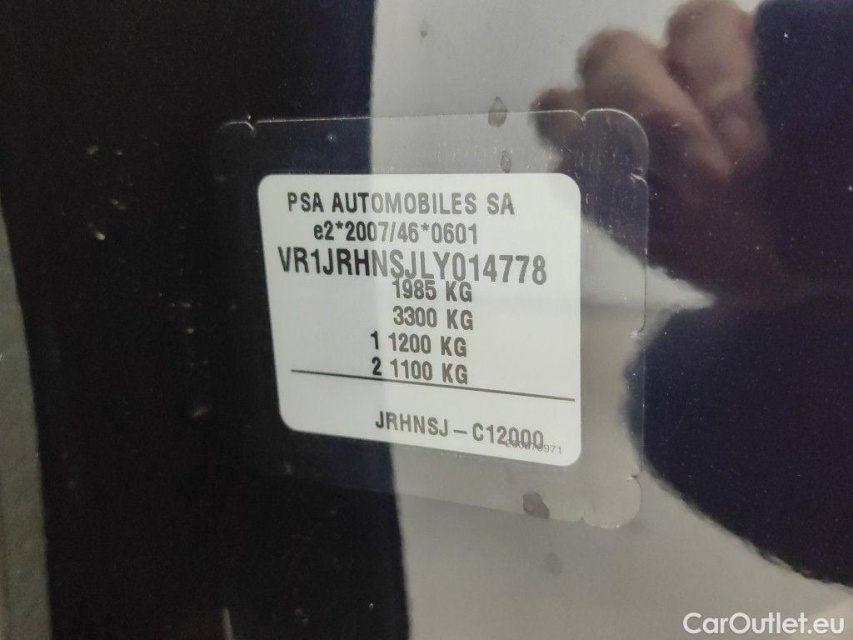 PSA AUTOMOBILES SA
e2*2007/46*0601
VR1JRHNSJLY014778
1985 KG
3300 KG
1 1200 KG
2 1100 KG
JRHNSJ – C12000
CarOutlet.eu